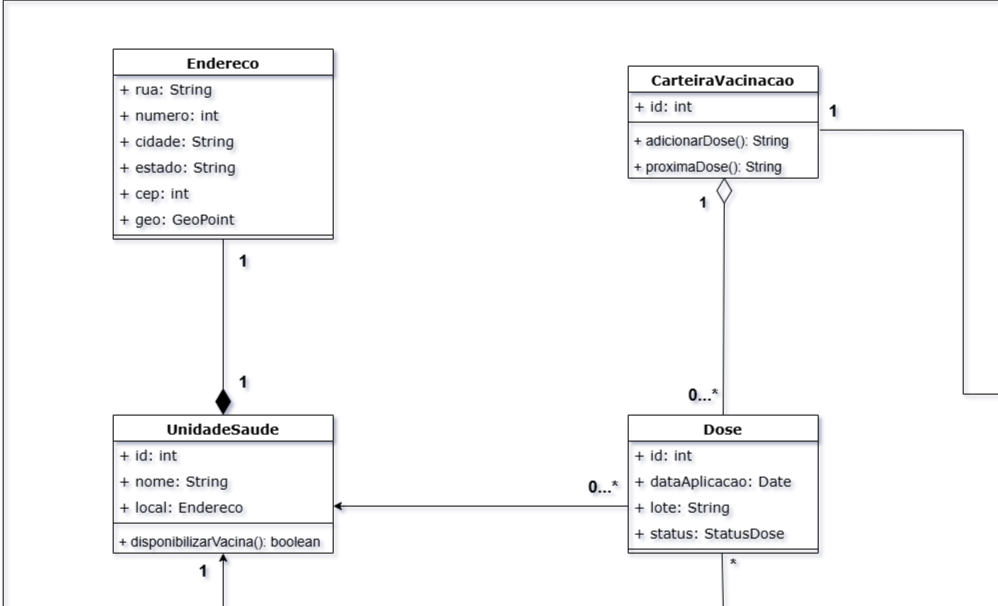 Endereco
+ rua: String
+ numero: int
+ cidade: String
+ estado: String
+ cep: int
+ geo: GeoPoint
1
1
UnidadeSaude
+ id: int
+ nome: String
+ local: Endereco
+ disponibilizarVacina(): boolean
1
CarteiraVacinacao
+ id: int
+ adicionarDose(): String
+ proximaDose(): String
1
1
0...*
Dose
+ id: int
+ dataAplicacao: Date
+ lote: String
+ status: StatusDose
0...*
*